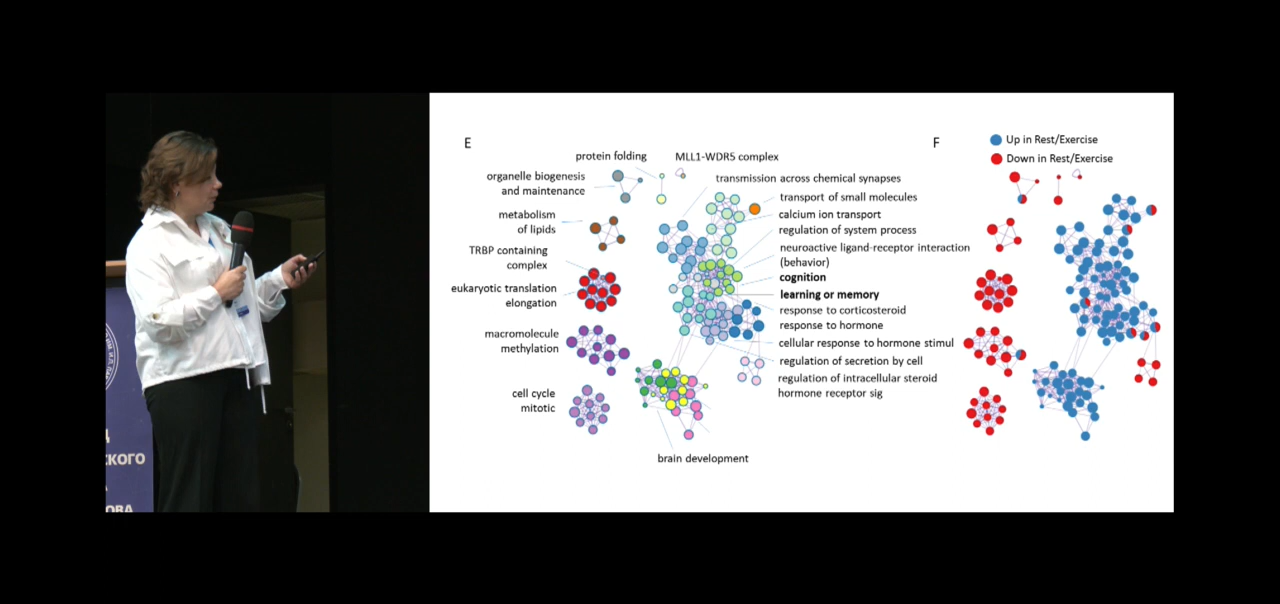 E
protein folding
MLL1-WDR5 complex
organelle biogenesis
and maintenance
transmission across chemical synapses
metabolism
of lipids
transport of small molecules
calcium ion transport
regulation of system process
TRBP containing
complex
neuroactive ligand-receptor interaction
(behavior)
cognition
eukaryotic translation
elongation
learning or memory
response to corticosteroid
response to hormone
macromolecule
methylation
cellular response to hormone stimul
regulation of secretion by cell
regulation of intracellular steroid
hormone receptor sig
cell cycle
mitotic
brain development
F
Up in Rest/Exercise
Down in Rest/Exercise
СКОГО
ОВА